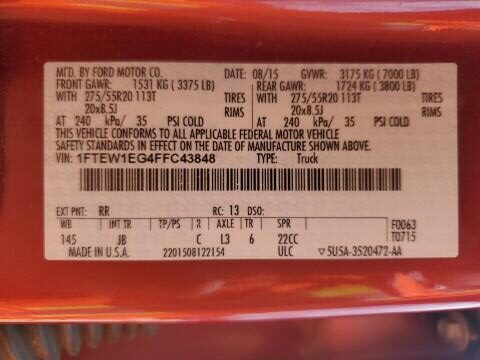 MFD. BY FORD MOTOR CO. 08/15 GVWR: 3175 KG ( 7000 LB)
FRONT GAWR: 1531 KG ( 3375 LB) REAR GAWR: 1724 KG ( 3800 LB)
WITH 275/55R20 113T TIRES WITH 275/55R20 113T TIRES
20x8.5J RIMS 20x8.5J RIMS
AT 240 kPa/ 35 PSI COLD AT 240 kPa/ 35 PSI COLD
THIS VEHICLE CONFORMS TO ALL APPLICABLE FEDERAL MOTOR VEHICLE
SAFETY STANDARDS IN EFFECT ON THE DATE OF MANUFACTURE SHOWN ABOVE.
VIN: 1FTEW1EG4FFC43848 TYPE: Truck
EXT PNT: RR RC: 13 DSO:
WB INT TR TP/PS R AXLE TR SPR F0063
145 JB C L3 6 22CC T0715
MADE IN U.S.A. 2201508122154 ULC 5U5A-3520472-AA